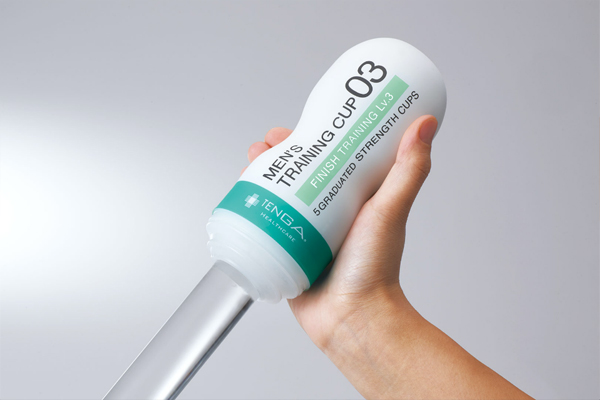 MEN'S
TRAINING CUP 03
FINISH TRAINING Lv.3
5 GRADUATED STRENGTH CUPS
TENGA
HEALTHCARE